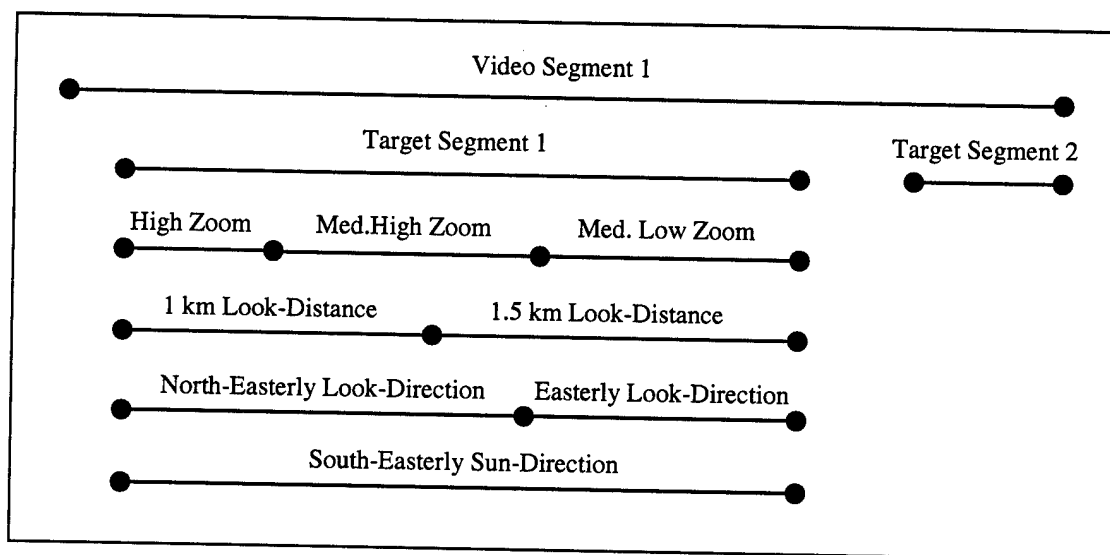 Video Segment 1
Target Segment 1
Target Segment 2
High Zoom
Med.High Zoom
Med. Low Zoom
1 km Look-Distance
1.5 km Look-Distance
North-Easterly Look-Direction
Easterly Look-Direction
South-Easterly Sun-Direction